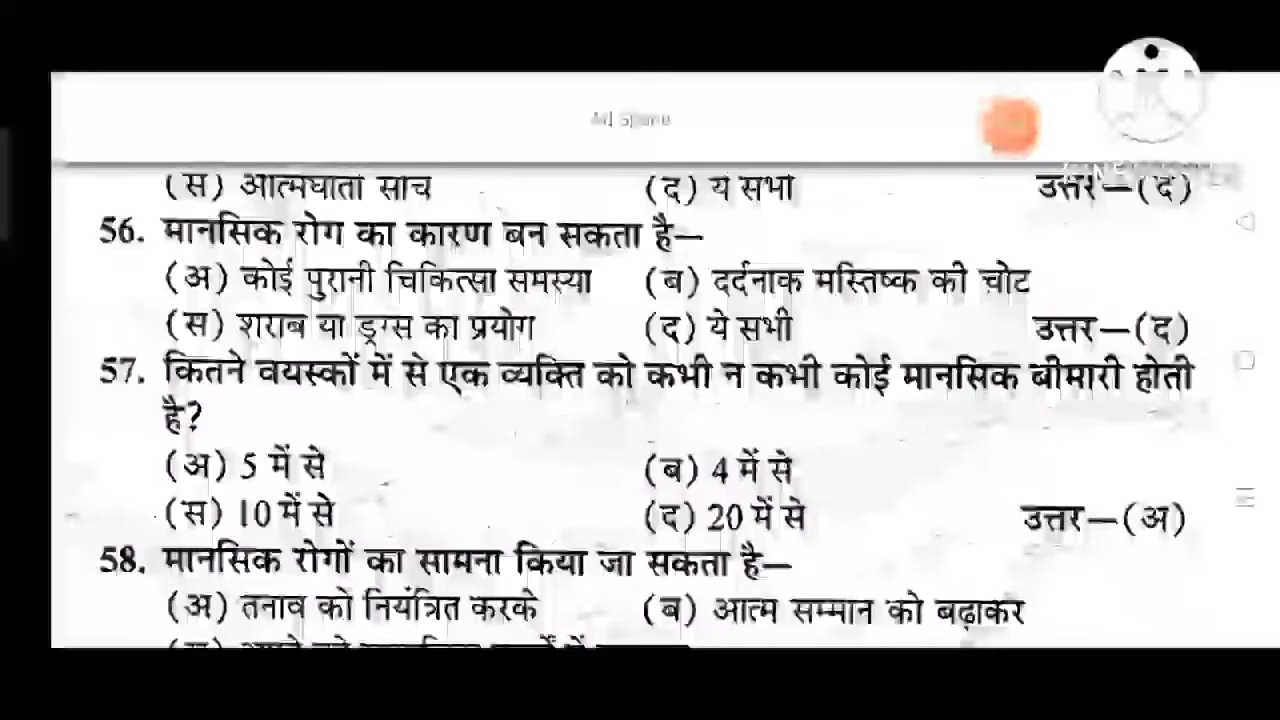 Ad Space
(स) आत्मघाती सोच (द) ये सभी उत्तर—(द)
56. मानसिक रोग का कारण बन सकता है—
(अ) कोई पुरानी चिकित्सा समस्या (ब) दर्दनाक मस्तिष्क की चोट
(स) शराब या ड्रग्स का प्रयोग (द) ये सभी उत्तर—(द)
57. कितने वयस्कों में से एक व्यक्ति को कभी न कभी कोई मानसिक बीमारी होती
है?
(अ) 5 में से (ब) 4 में से
(स) 10 में से (द) 20 में से उत्तर—(अ)
58. मानसिक रोगों का सामना किया जा सकता है—
(अ) तनाव को नियंत्रित करके (ब) आत्म सम्मान को बढ़ाकर